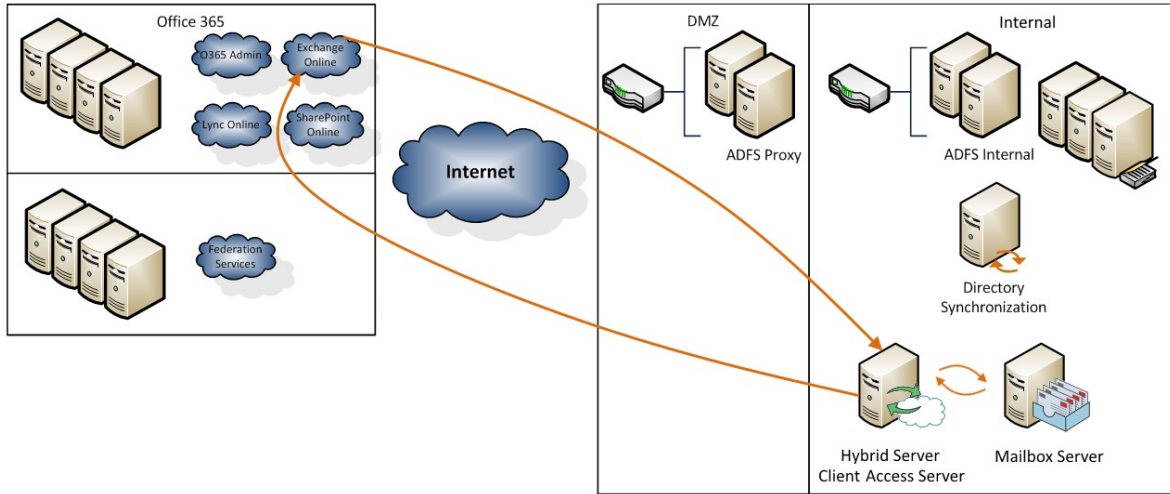 Office 365
O365 Admin
Exchange
Online
Lync Online
SharePoint
Online
Federation
Services
Internet
DMZ
ADFS Proxy
Internal
ADFS Internal
Directory
Synchronization
Hybrid Server
Client Access Server
Mailbox Server